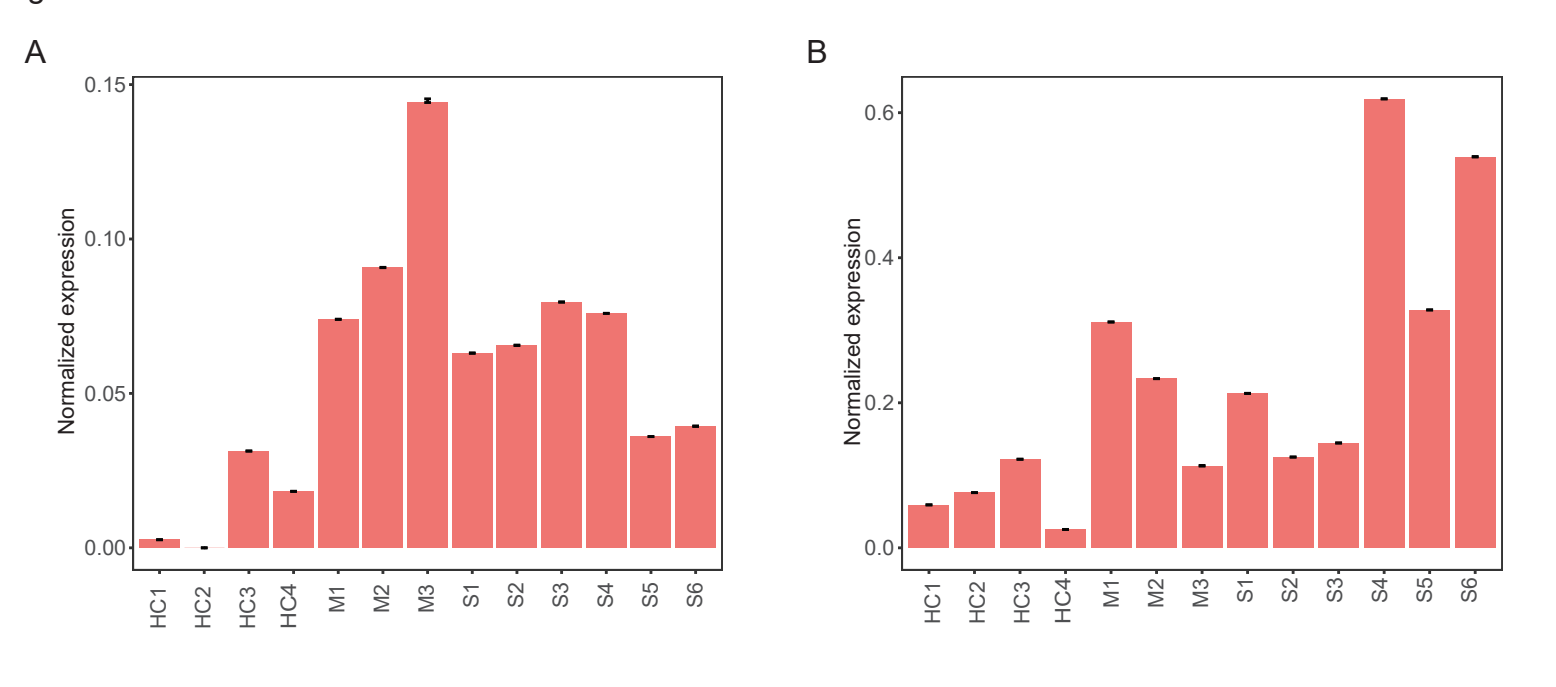 A
Normalized expression
0.15
0.10
0.05
0.00
HC1 HC2 HC3 HC4 M1 M2 M3 S1 S2 S3 S4 S5 S6
B
Normalized expression
0.6
0.4
0.2
0.0
HC1 HC2 HC3 HC4 M1 M2 M3 S1 S2 S3 S4 S5 S6